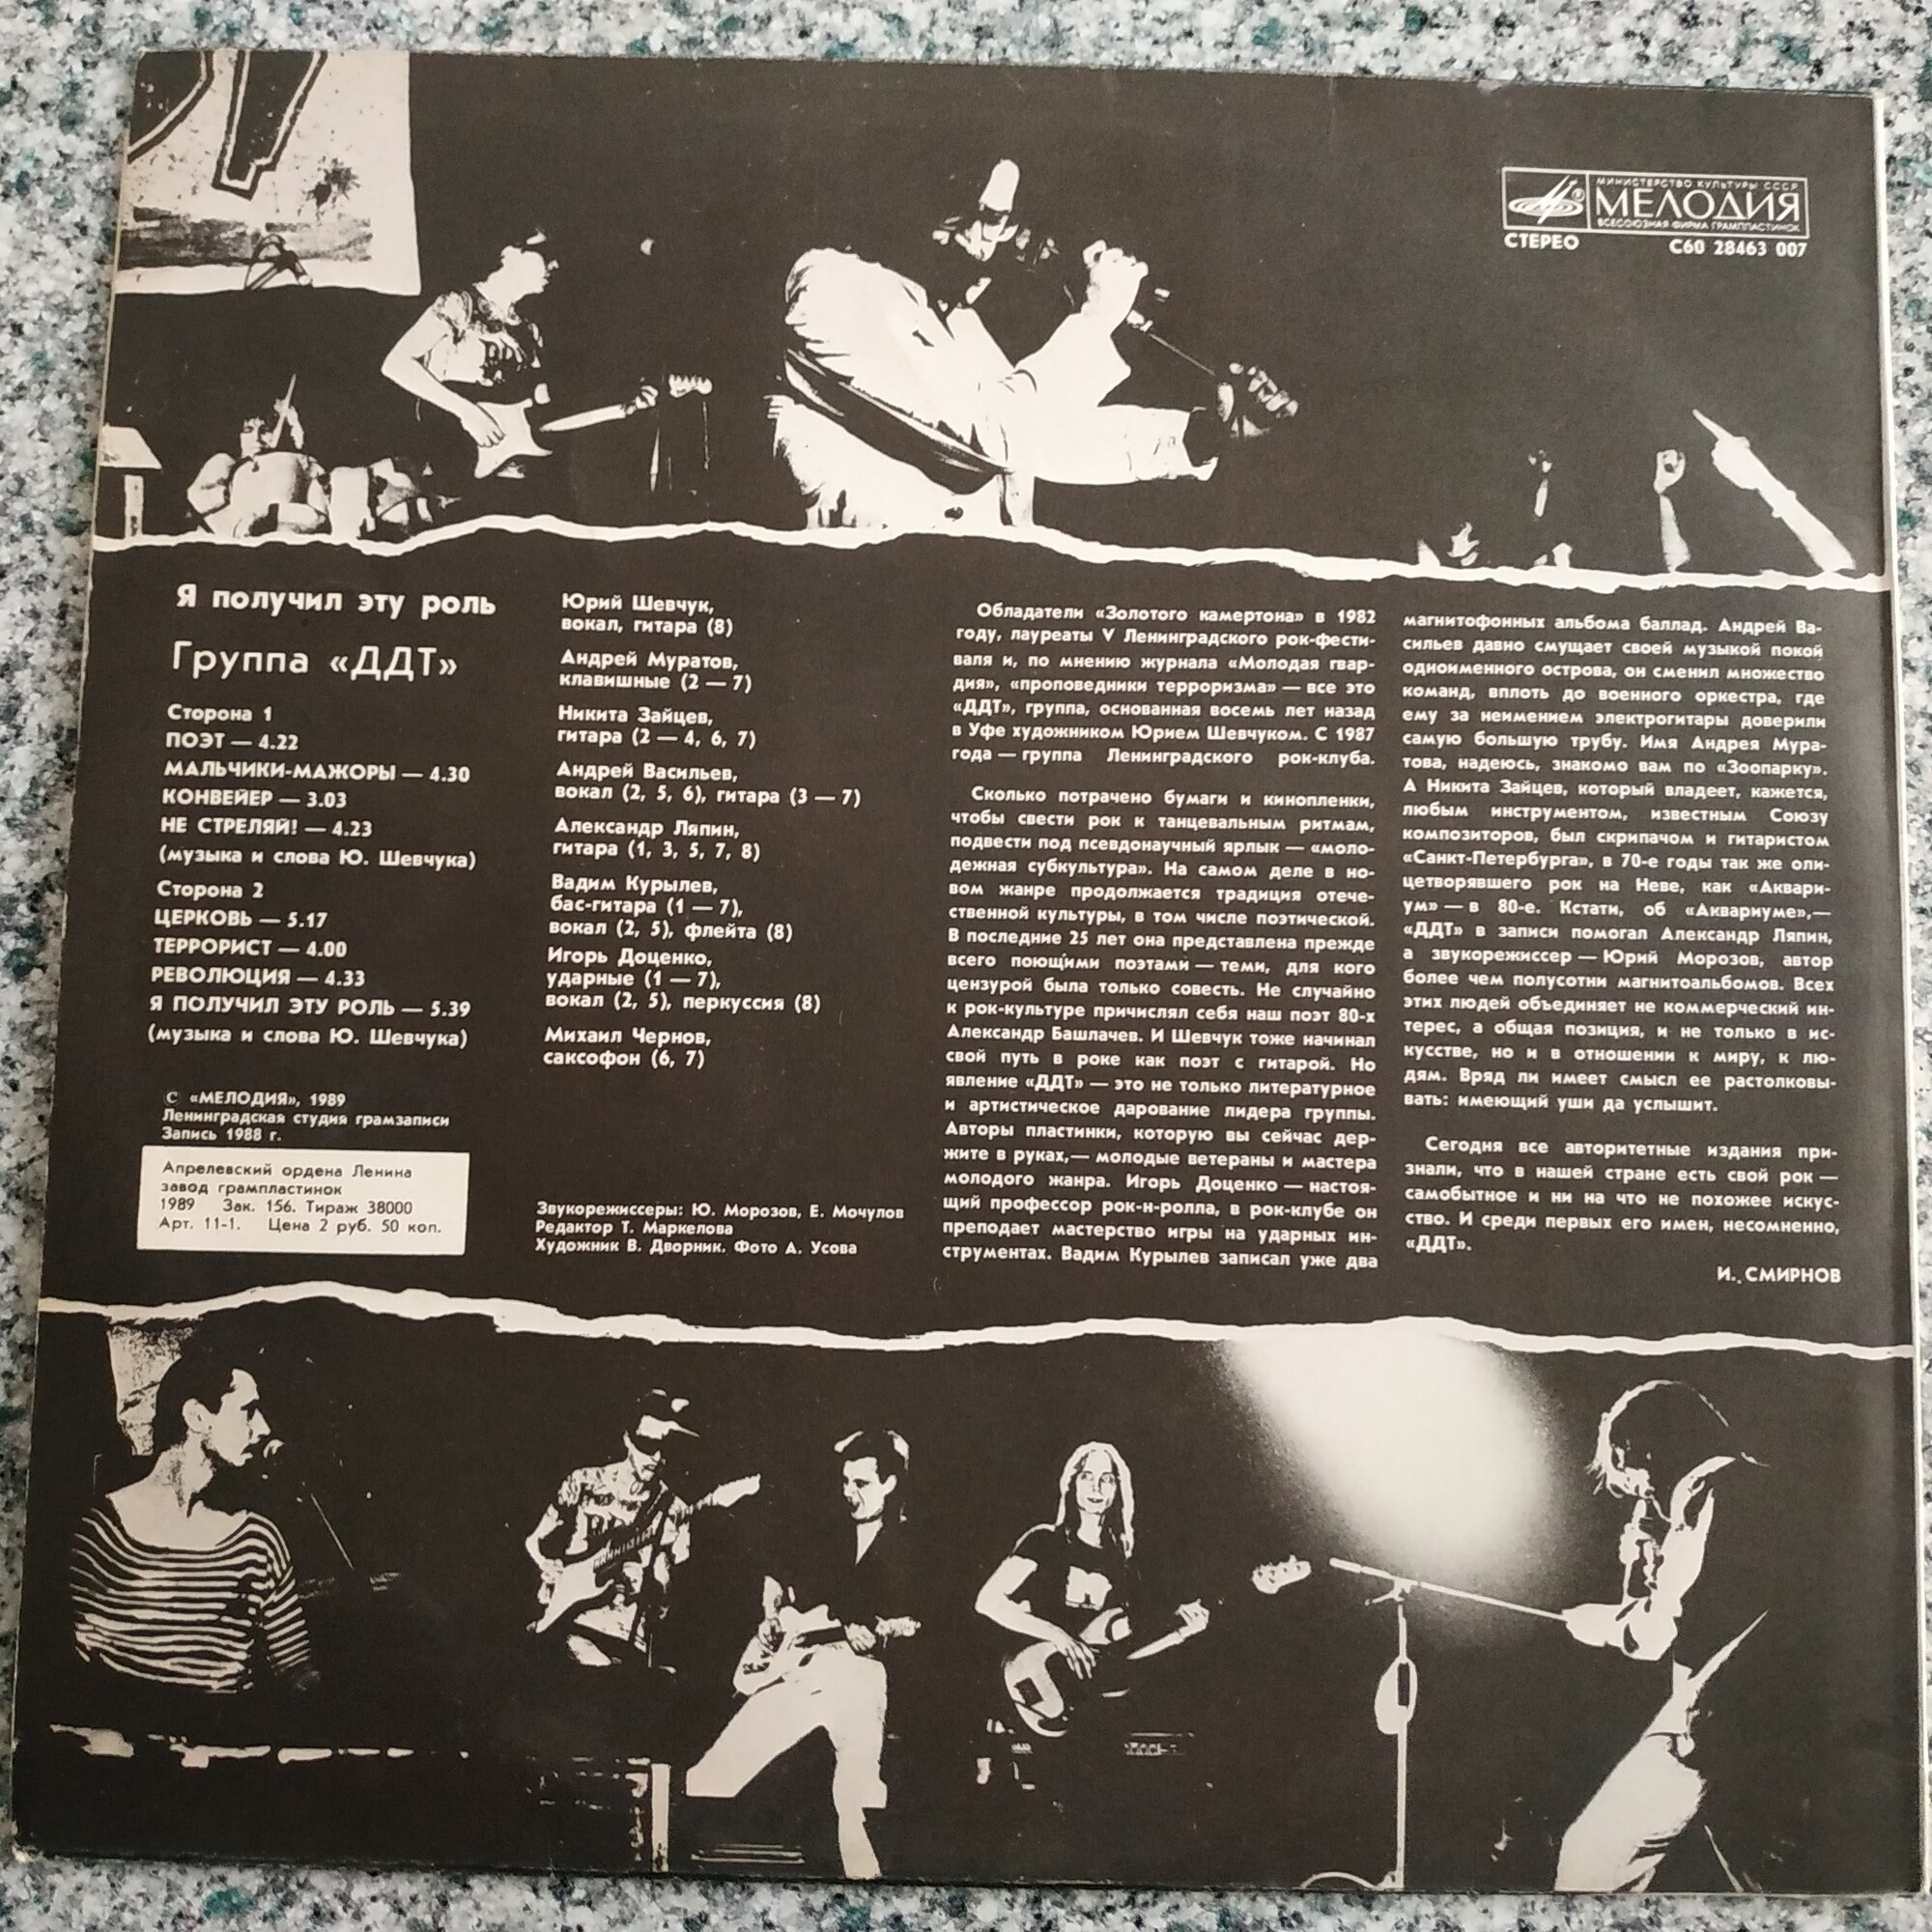 МИНИСТЕРСТВО КУЛЬТУРЫ СССР
МЕЛОДИЯ
ВСЕСОЮЗНАЯ ФИРМА ГРАМПЛАСТИНОК
СТЕРЕО С60 28463 007
Я получил эту роль
Группа «ДДТ»
Сторона 1
ПОЭТ — 4.22
МАЛЬЧИКИ-МАЖОРЫ — 4.30
КОНВЕЙЕР — 3.03
НЕ СТРЕЛЯЙ! — 4.23
(музыка и слова Ю. Шевчука)
Сторона 2
ЦЕРКОВЬ — 5.17
ТЕРРОРИСТ — 4.00
РЕВОЛЮЦИЯ — 4.33
Я ПОЛУЧИЛ ЭТУ РОЛЬ — 5.39
(музыка и слова Ю. Шевчука)
© «МЕЛОДИЯ», 1989
Ленинградская студия грамзаписи
Запись 1988 г.
Апрелевский ордена Ленина
завод грампластинок
1989 Зак. 156. Тираж 38000
Арт. 11-1. Цена 2 руб. 50 коп.
Юрий Шевчук,
вокал, гитара (8)
Андрей Муратов,
клавишные (2 — 7)
Никита Зайцев,
гитара (2 — 4, 6, 7)
Андрей Васильев,
вокал (2, 5, 6), гитара (3 — 7)
Александр Ляпин,
гитара (1, 3, 5, 7, 8)
Вадим Курылев,
бас-гитара (1 — 7),
вокал (2, 5), флейта (8)
Игорь Доценко,
ударные (1 — 7),
вокал (2, 5), перкуссия (8)
Михаил Чернов,
саксофон (6, 7)
Звукорежиссеры: Ю. Морозов, Е. Мочулов
Редактор Т. Маркелова
Художник В. Дворник. Фото А. Усова
Обладатели «Золотого камертона» в 1982
году, лауреаты V Ленинградского рок-фести-
валя и, по мнению журнала «Молодая гвар-
дия», «проповедники терроризма» — все это
«ДДТ», группа, основанная восемь лет назад
в Уфе художником Юрием Шевчуком. С 1987
года — группа Ленинградского рок-клуба.
Сколько потрачено бумаги и кинопленки,
чтобы свести рок к танцевальным ритмам,
подвести под псевдонаучный ярлык — «моло-
дежная субкультура». На самом деле в но-
вом жанре продолжается традиция отече-
ственной культуры, в том числе поэтической.
В последние 25 лет она представлена прежде
всего поющими поэтами — теми, для кого
цензурой была только совесть. Не случайно
к рок-культуре причислял себя наш поэт 80-х
Александр Башлачев. И Шевчук тоже начинал
свой путь в роке как поэт с гитарой. Но
явление «ДДТ» — это не только литературное
и артистическое дарование лидера группы.
Авторы пластинки, которую вы сейчас дер-
жите в руках,— молодые ветераны и мастера
молодого жанра. Игорь Доценко — настоя-
щий профессор рок-н-ролла, в рок-клубе он
преподает мастерство игры на ударных ин-
струментах. Вадим Курылев записал уже два
магнитофонных альбома баллад. Андрей Ва-
сильев давно смущает своей музыкой покой
одноименного острова, он сменил множество
команд, вплоть до военного оркестра, где
ему за неимением электрогитары доверили
самую большую трубу. Имя Андрея Мура-
това, надеюсь, знакомо вам по «Зоопарку».
А Никита Зайцев, который владеет, кажется,
любым инструментом, известным Союзу
композиторов, был скрипачом и гитаристом
«Санкт-Петербурга», в 70-е годы так же оли-
цетворявшего рок на Неве, как «Аквари-
ум» — в 80-е. Кстати, об «Аквариуме»,—
«ДДТ» в записи помогал Александр Ляпин,
а звукорежиссер — Юрий Морозов, автор
более чем полусотни магнитоальбомов. Всех
этих людей объединяет не коммерческий ин-
терес, а общая позиция, и не только в ис-
кусстве, но и в отношении к миру, к лю-
дям. Вряд ли имеет смысл ее растолковы-
вать: имеющий уши да услышит.
Сегодня все авторитетные издания при-
знали, что в нашей стране есть свой рок —
самобытное и ни на что не похожее искус-
ство. И среди первых его имен, несомненно,
«ДДТ».
И. СМИРНОВ